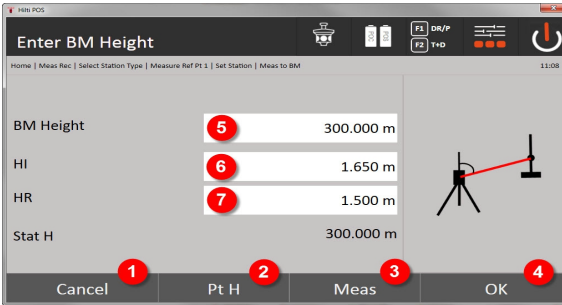 Hilti POS
Enter BM Height
POC POS
F1 DR/P
F2 T+D
Home | Meas Rec | Select Station Type | Measure Ref Pt 1 | Set Station | Meas to BM 11:08
BM Height 5 300.000 m
HI 6 1.650 m
HR 7 1.500 m
Stat H 300.000 m
1 2 3 4
Cancel Pt H Meas OK